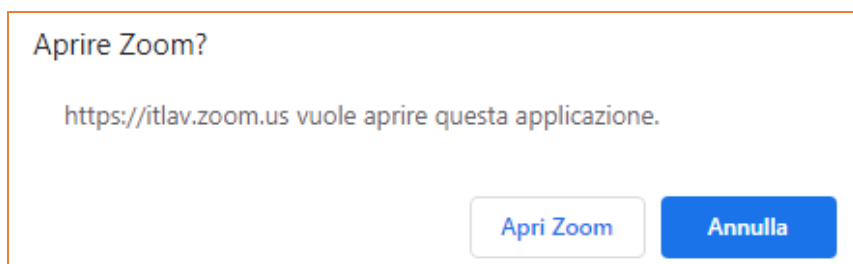 Aprire Zoom?
https://itlav.zoom.us vuole aprire questa applicazione.
Apri Zoom Annulla